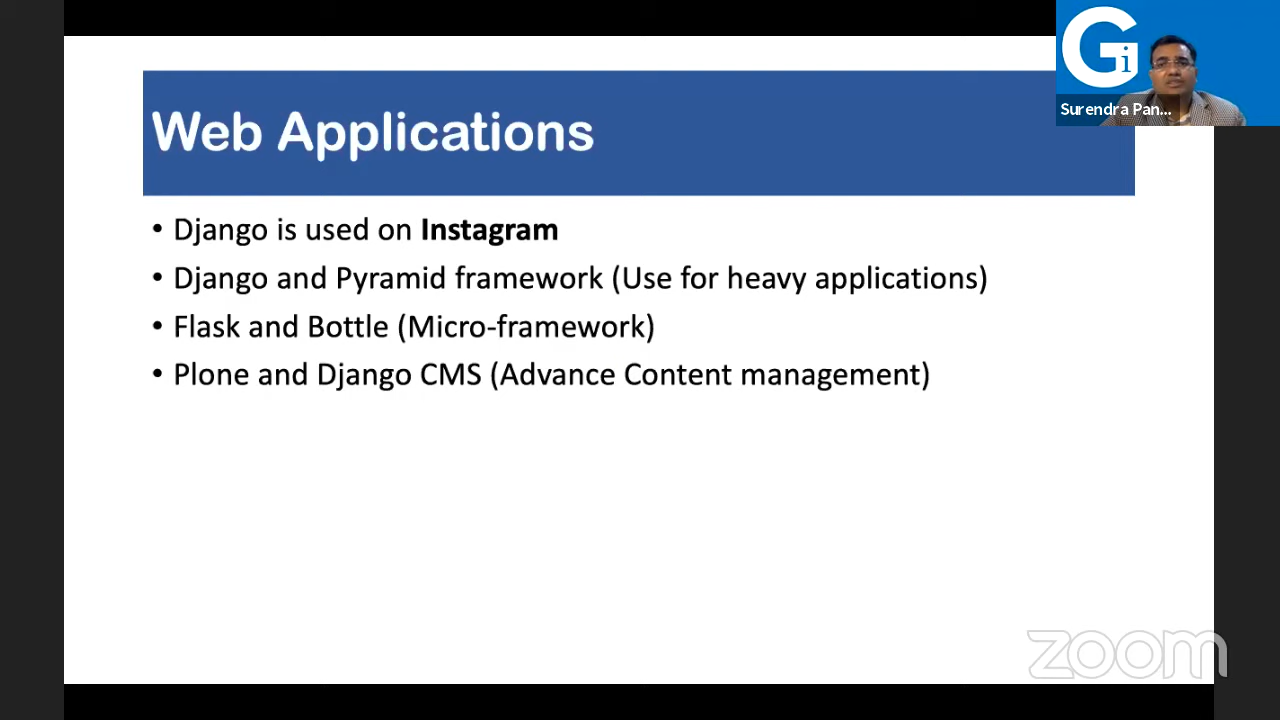 Gi
Surendra Pan...
Web Applications
• Django is used on Instagram
• Django and Pyramid framework (Use for heavy applications)
• Flask and Bottle (Micro-framework)
• Plone and Django CMS (Advance Content management)
zoom